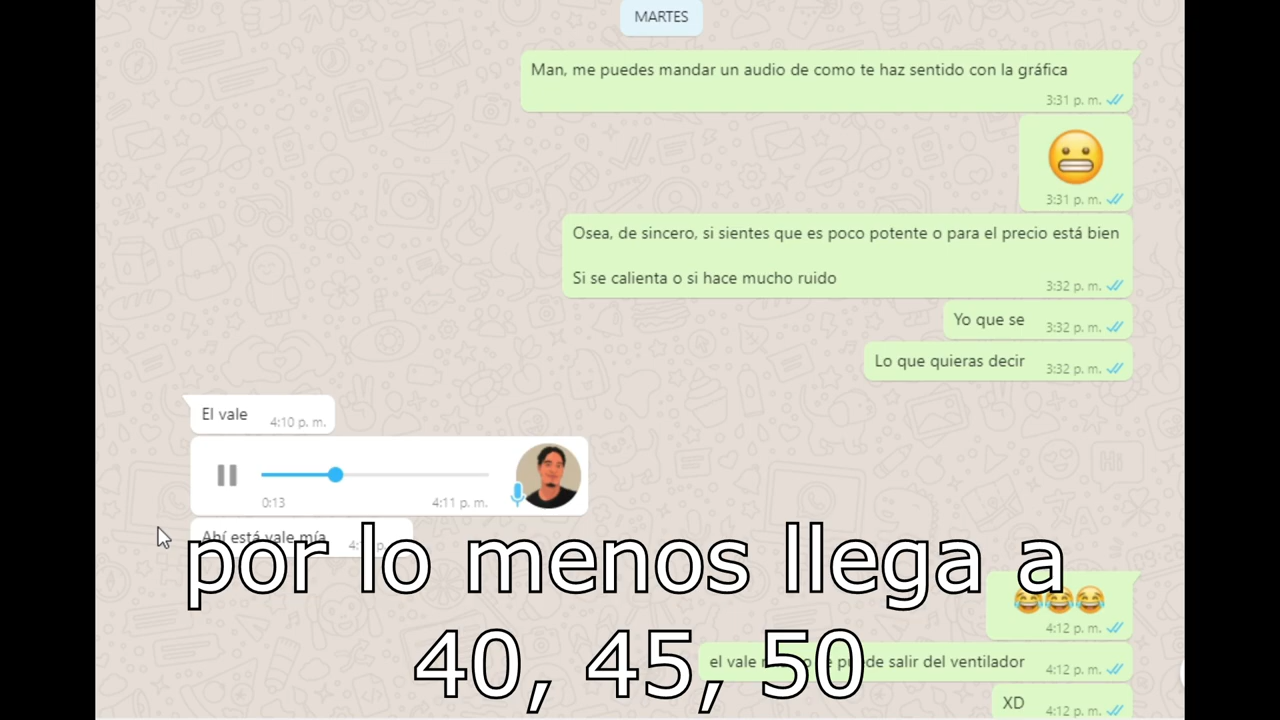 MARTES
Man, me puedes mandar un audio de como te haz sentido con la gráfica
3:31 p. m.
3:31 p. m.
Osea, de sincero, si sientes que es poco potente o para el precio está bien
Si se calienta o si hace mucho ruido
3:32 p. m.
Yo que se
3:32 p. m.
Lo que quieras decir
3:32 p. m.
El vale
4:10 p. m.
0:13
4:11 p. m.
Ahí está vale mía
por lo menos llega a
4:12 p. m.
40, 45, 50
el vale salir del ventilador
4:12 p. m.
XD
4:12 p. m.